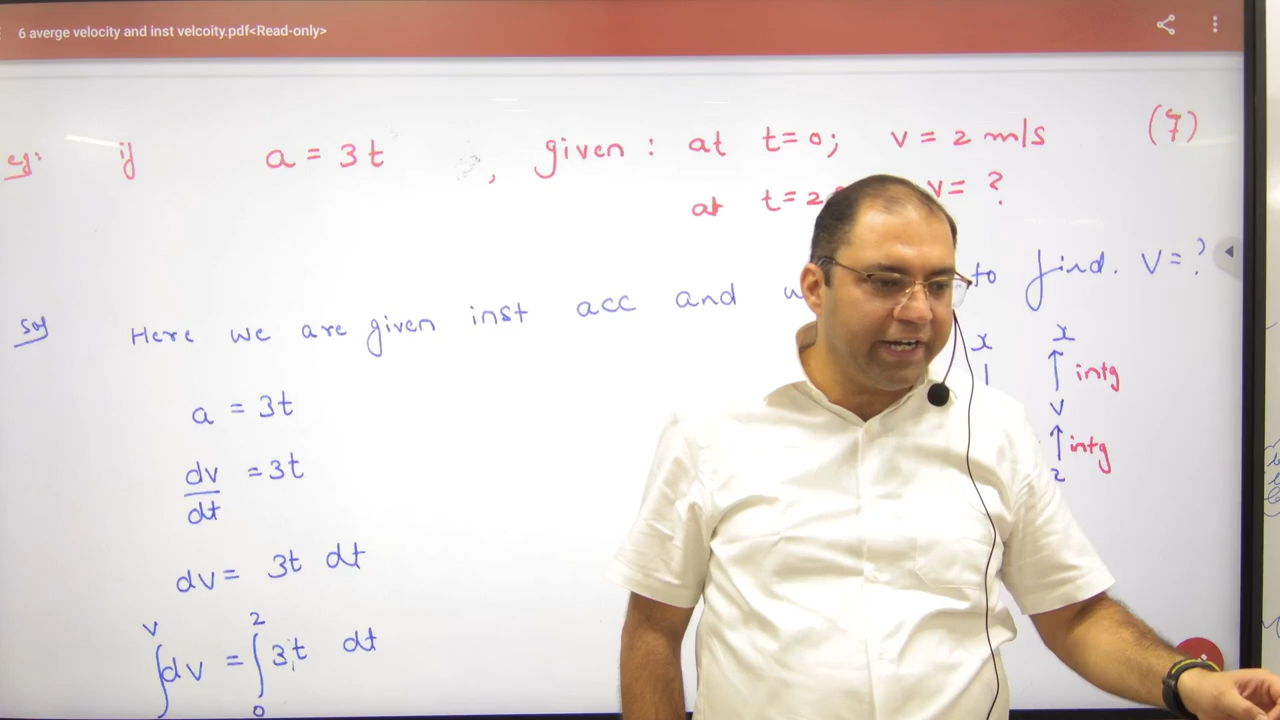 6 averge velocity and inst velcoity.pdf<Read-only>
eg: if a = 3t , given : at t=0; v = 2 m/s (7)
at t=2 v= ?
Sol Here we are given inst acc and to find. V=?
x x
↑ intg
a = 3t v
↑ intg
dv/dt = 3t
dv = 3t dt
∫ᵛ dv = ∫₀² 3t dt